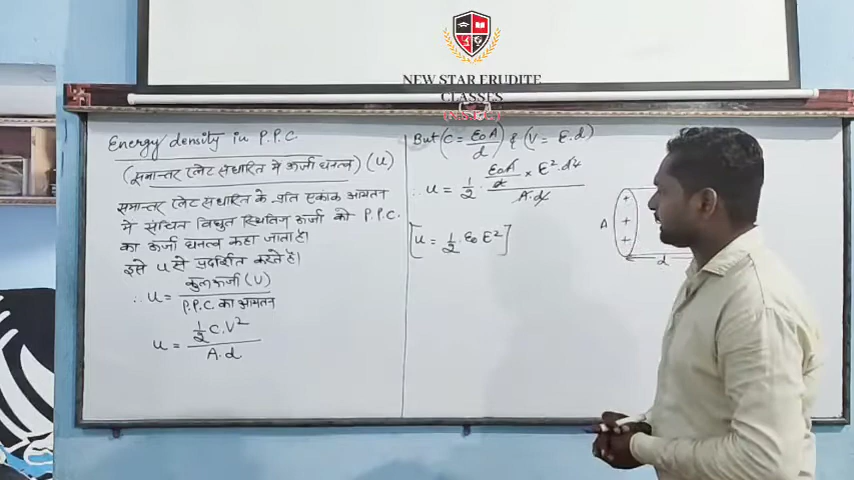 NEW STAR ERUDITE
CLASSES
Energy density in P.P.C.
(समान्तर प्लेट संधारित्र में ऊर्जा घनत्व) (u)
समान्तर प्लेट संधारित्र के प्रति एकांक आयतन
में संचित विद्युत स्थितिज ऊर्जा को P.P.C.
का ऊर्जा घनत्व कहा जाता है।
इसे u से प्रदर्शित करते है।
∴ u = कुल ऊर्जा (U) / P.P.C. का आयतन
u = ½ C.V² / A.d
But (C = ε₀A/d) & (V = E.d)
∴ u = ½ · ε₀A/d × E².d² / A.d
[u = ½ · ε₀ E²]
A
+
+
+
d